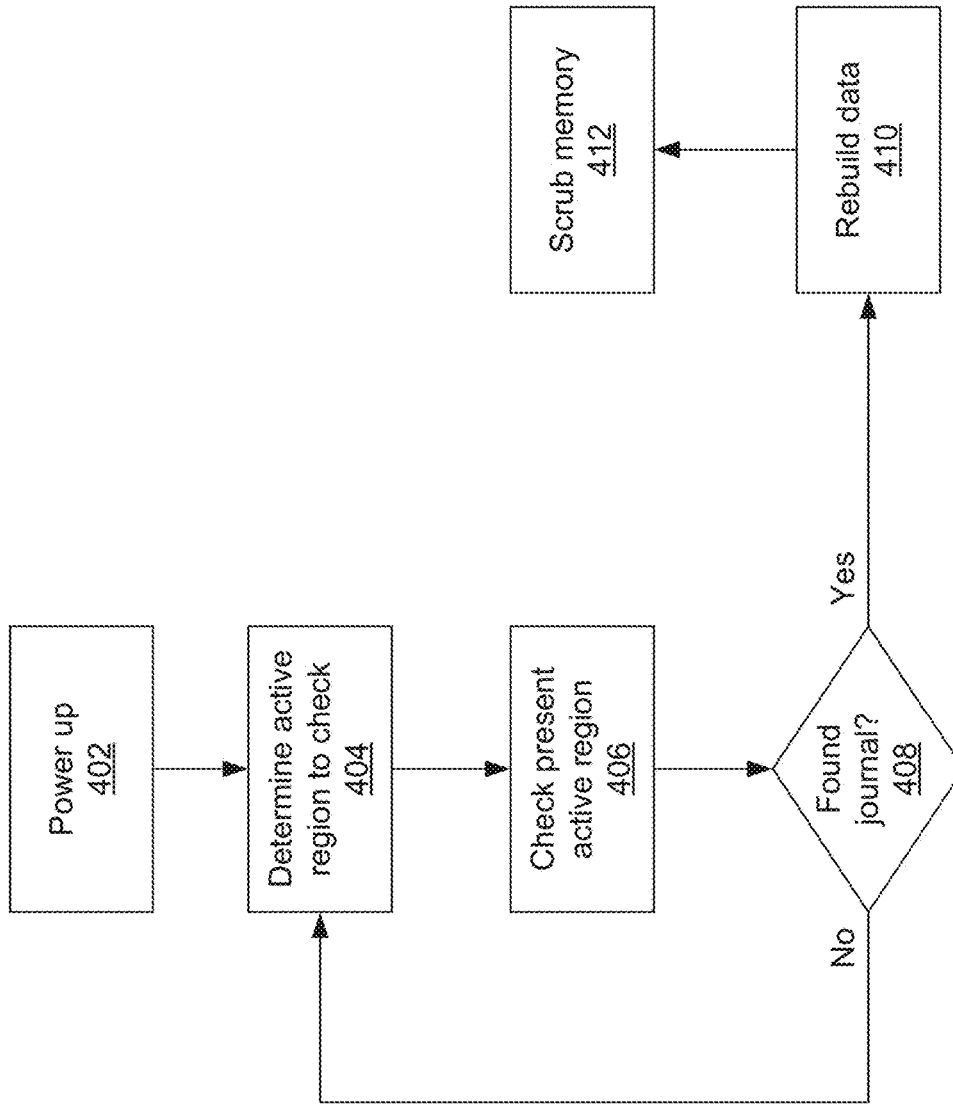 Power up
402
Determine active
region to check
404
Check present
active region
406
Found
journal?
408
No
Yes
Rebuild data
410
Scrub memory
412